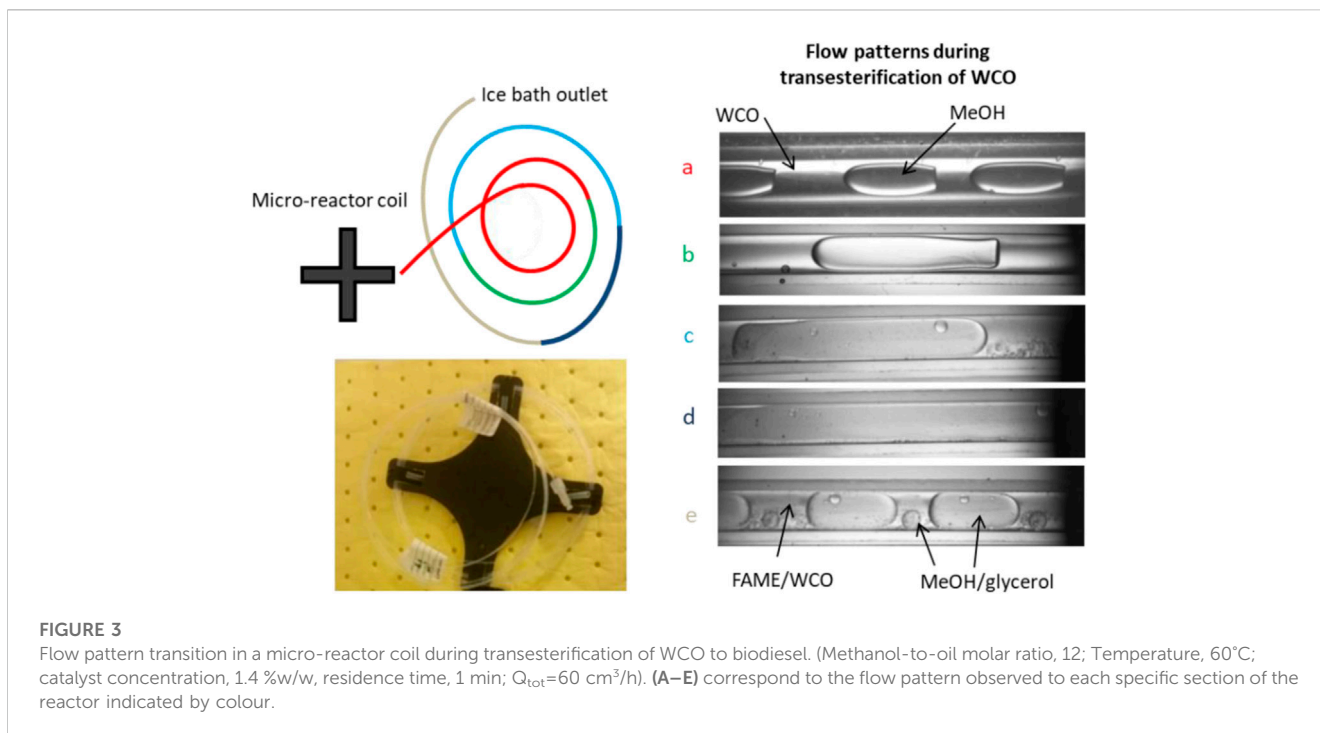 Flow patterns during
transesterification of WCO
Ice bath outlet
WCO
MeOH
a
Micro-reactor coil
b
c
d
e
FAME/WCO
MeOH/glycerol
FIGURE 3
Flow pattern transition in a micro-reactor coil during transesterification of WCO to biodiesel. (Methanol-to-oil molar ratio, 12; Temperature, 60°C;
catalyst concentration, 1.4 %w/w, residence time, 1 min; Qtot=60 cm³/h). (A–E) correspond to the flow pattern observed to each specific section of the
reactor indicated by colour.